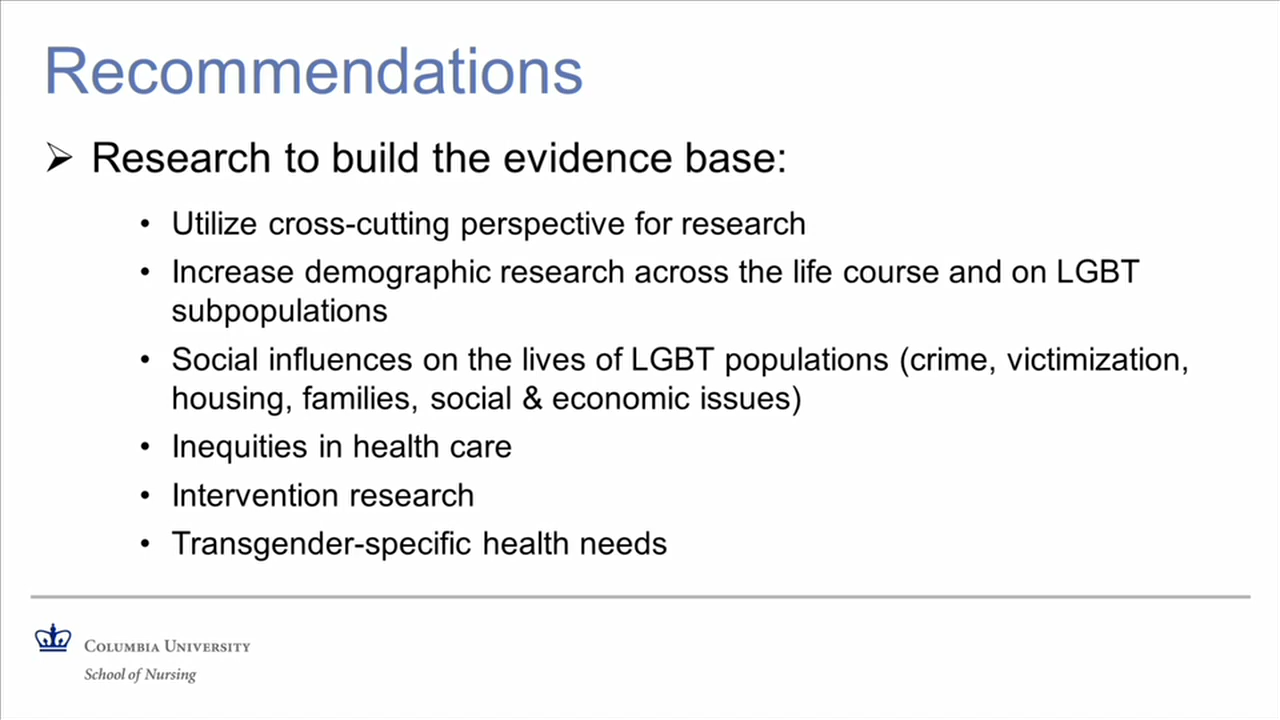 Recommendations
➢ Research to build the evidence base:
• Utilize cross-cutting perspective for research
• Increase demographic research across the life course and on LGBT
subpopulations
• Social influences on the lives of LGBT populations (crime, victimization,
housing, families, social & economic issues)
• Inequities in health care
• Intervention research
• Transgender-specific health needs
Columbia University
School of Nursing